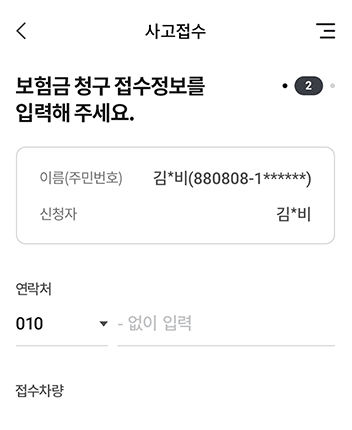 사고접수
보험금 청구 접수정보를
2
입력해 주세요.
이름(주민번호) 김*비(880808-1******)
신청자 김*비
연락처
010 - 없이 입력
접수차량